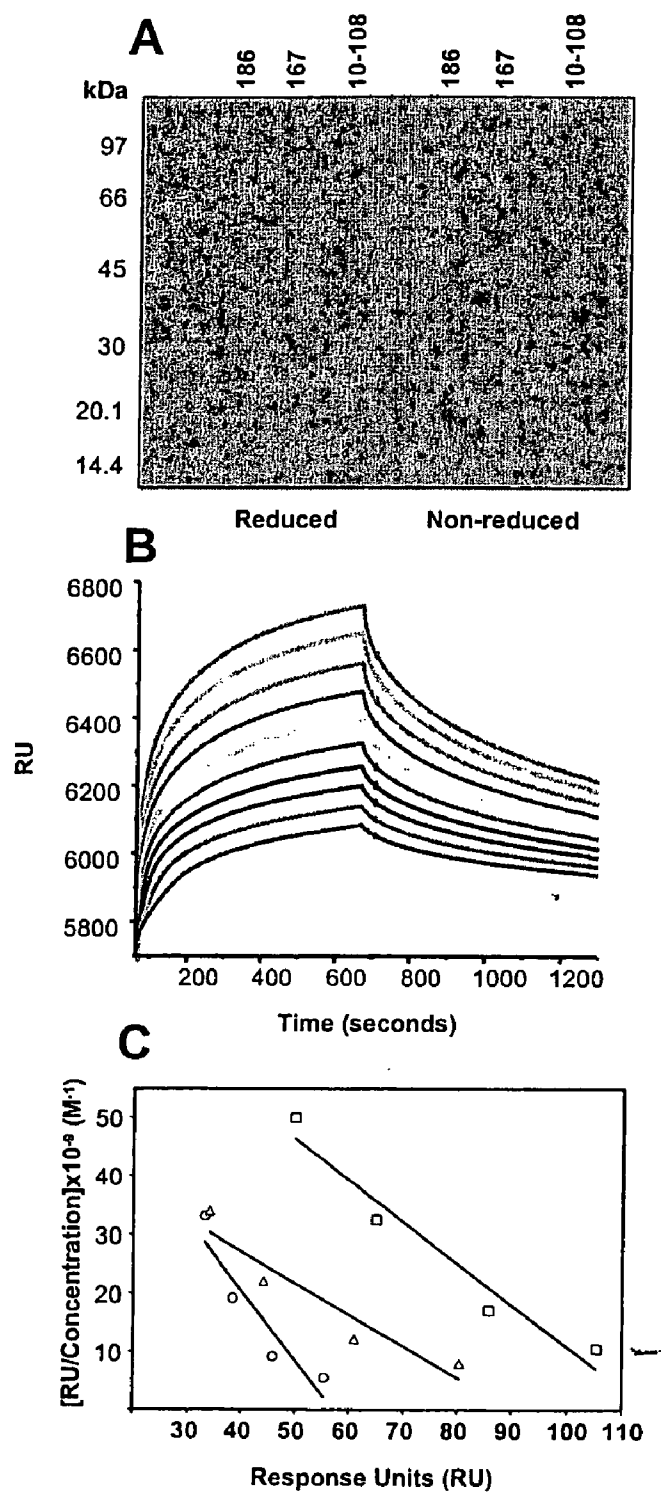 A
186 167 10-108 186 167 10-108
kDa
97
66
45
30
20.1
14.4
Reduced Non-reduced
B
6800
6600
6400
6200
6000
5800
RU
200 400 600 800 1000 1200
Time (seconds)
C
[RU/Concentration]x10⁻⁹ (M⁻¹)
50
40
30
20
10
30 40 50 60 70 80 90 100 110
Response Units (RU)